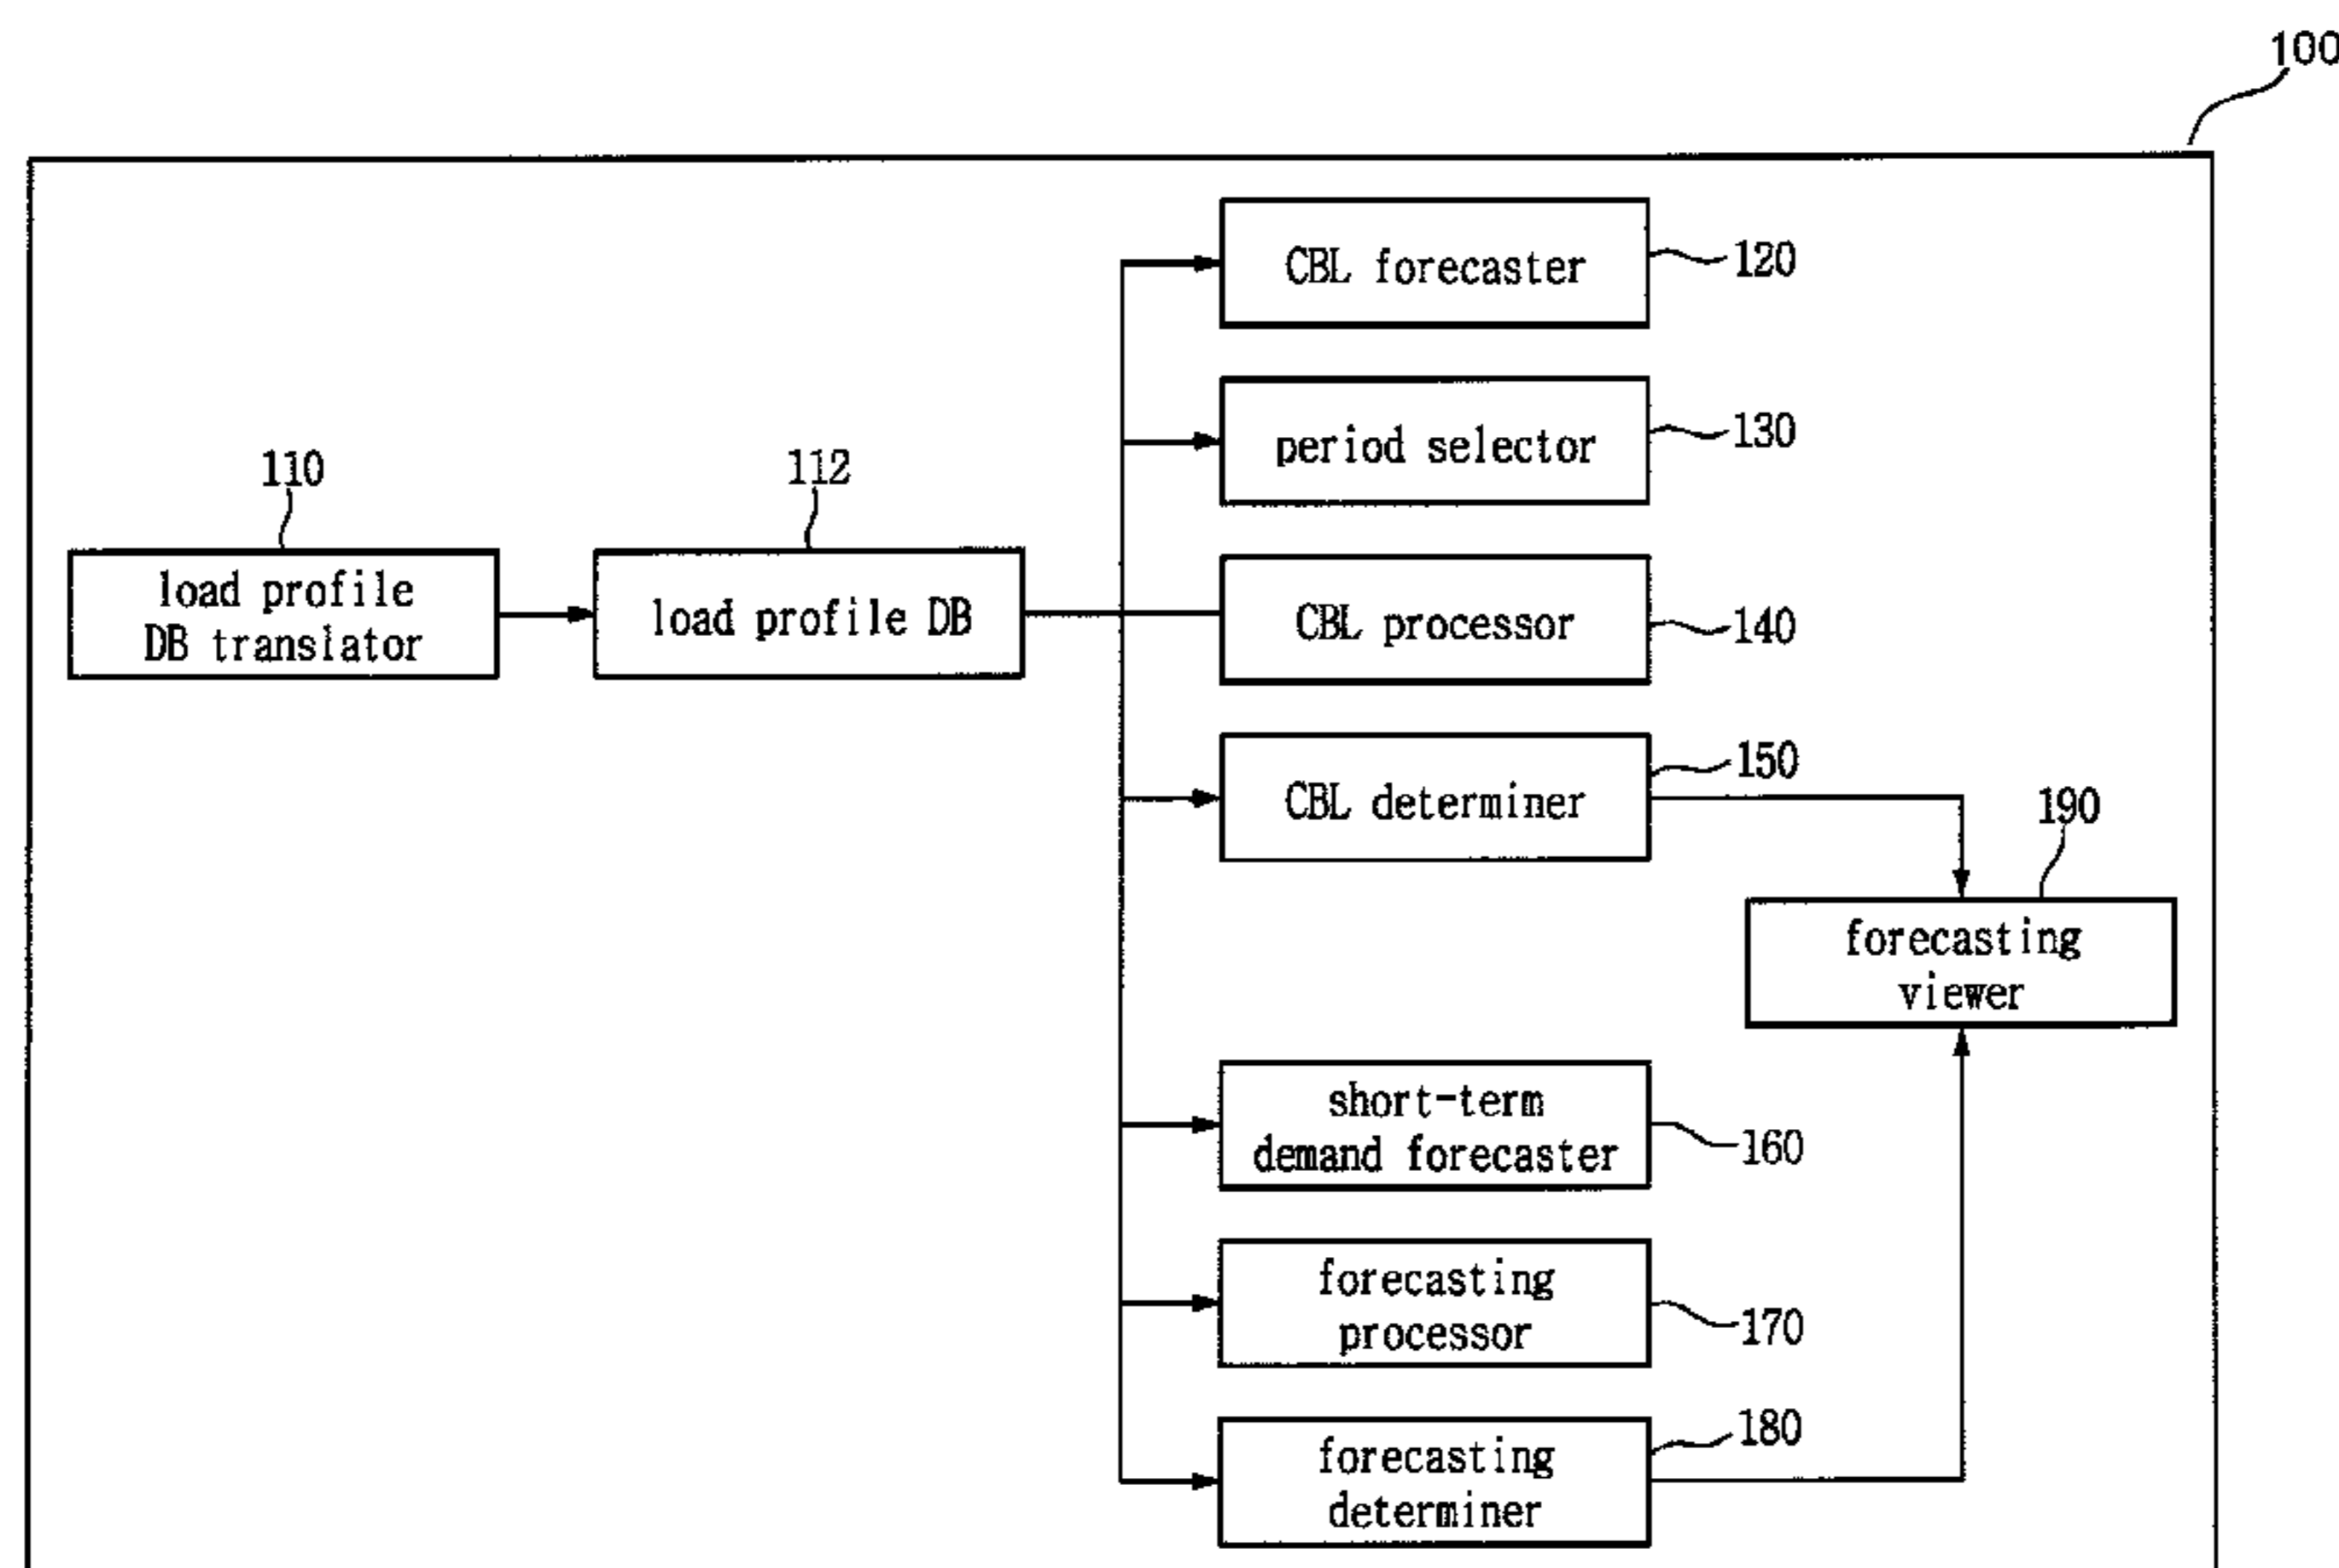 100
CBL forecaster
120
period selector
130
110
112
load profile
DB translator
load profile DB
CBL processor
140
CBL determiner
150
190
forecasting
viewer
short-term
demand forecaster
160
forecasting
processor
170
forecasting
determiner
180